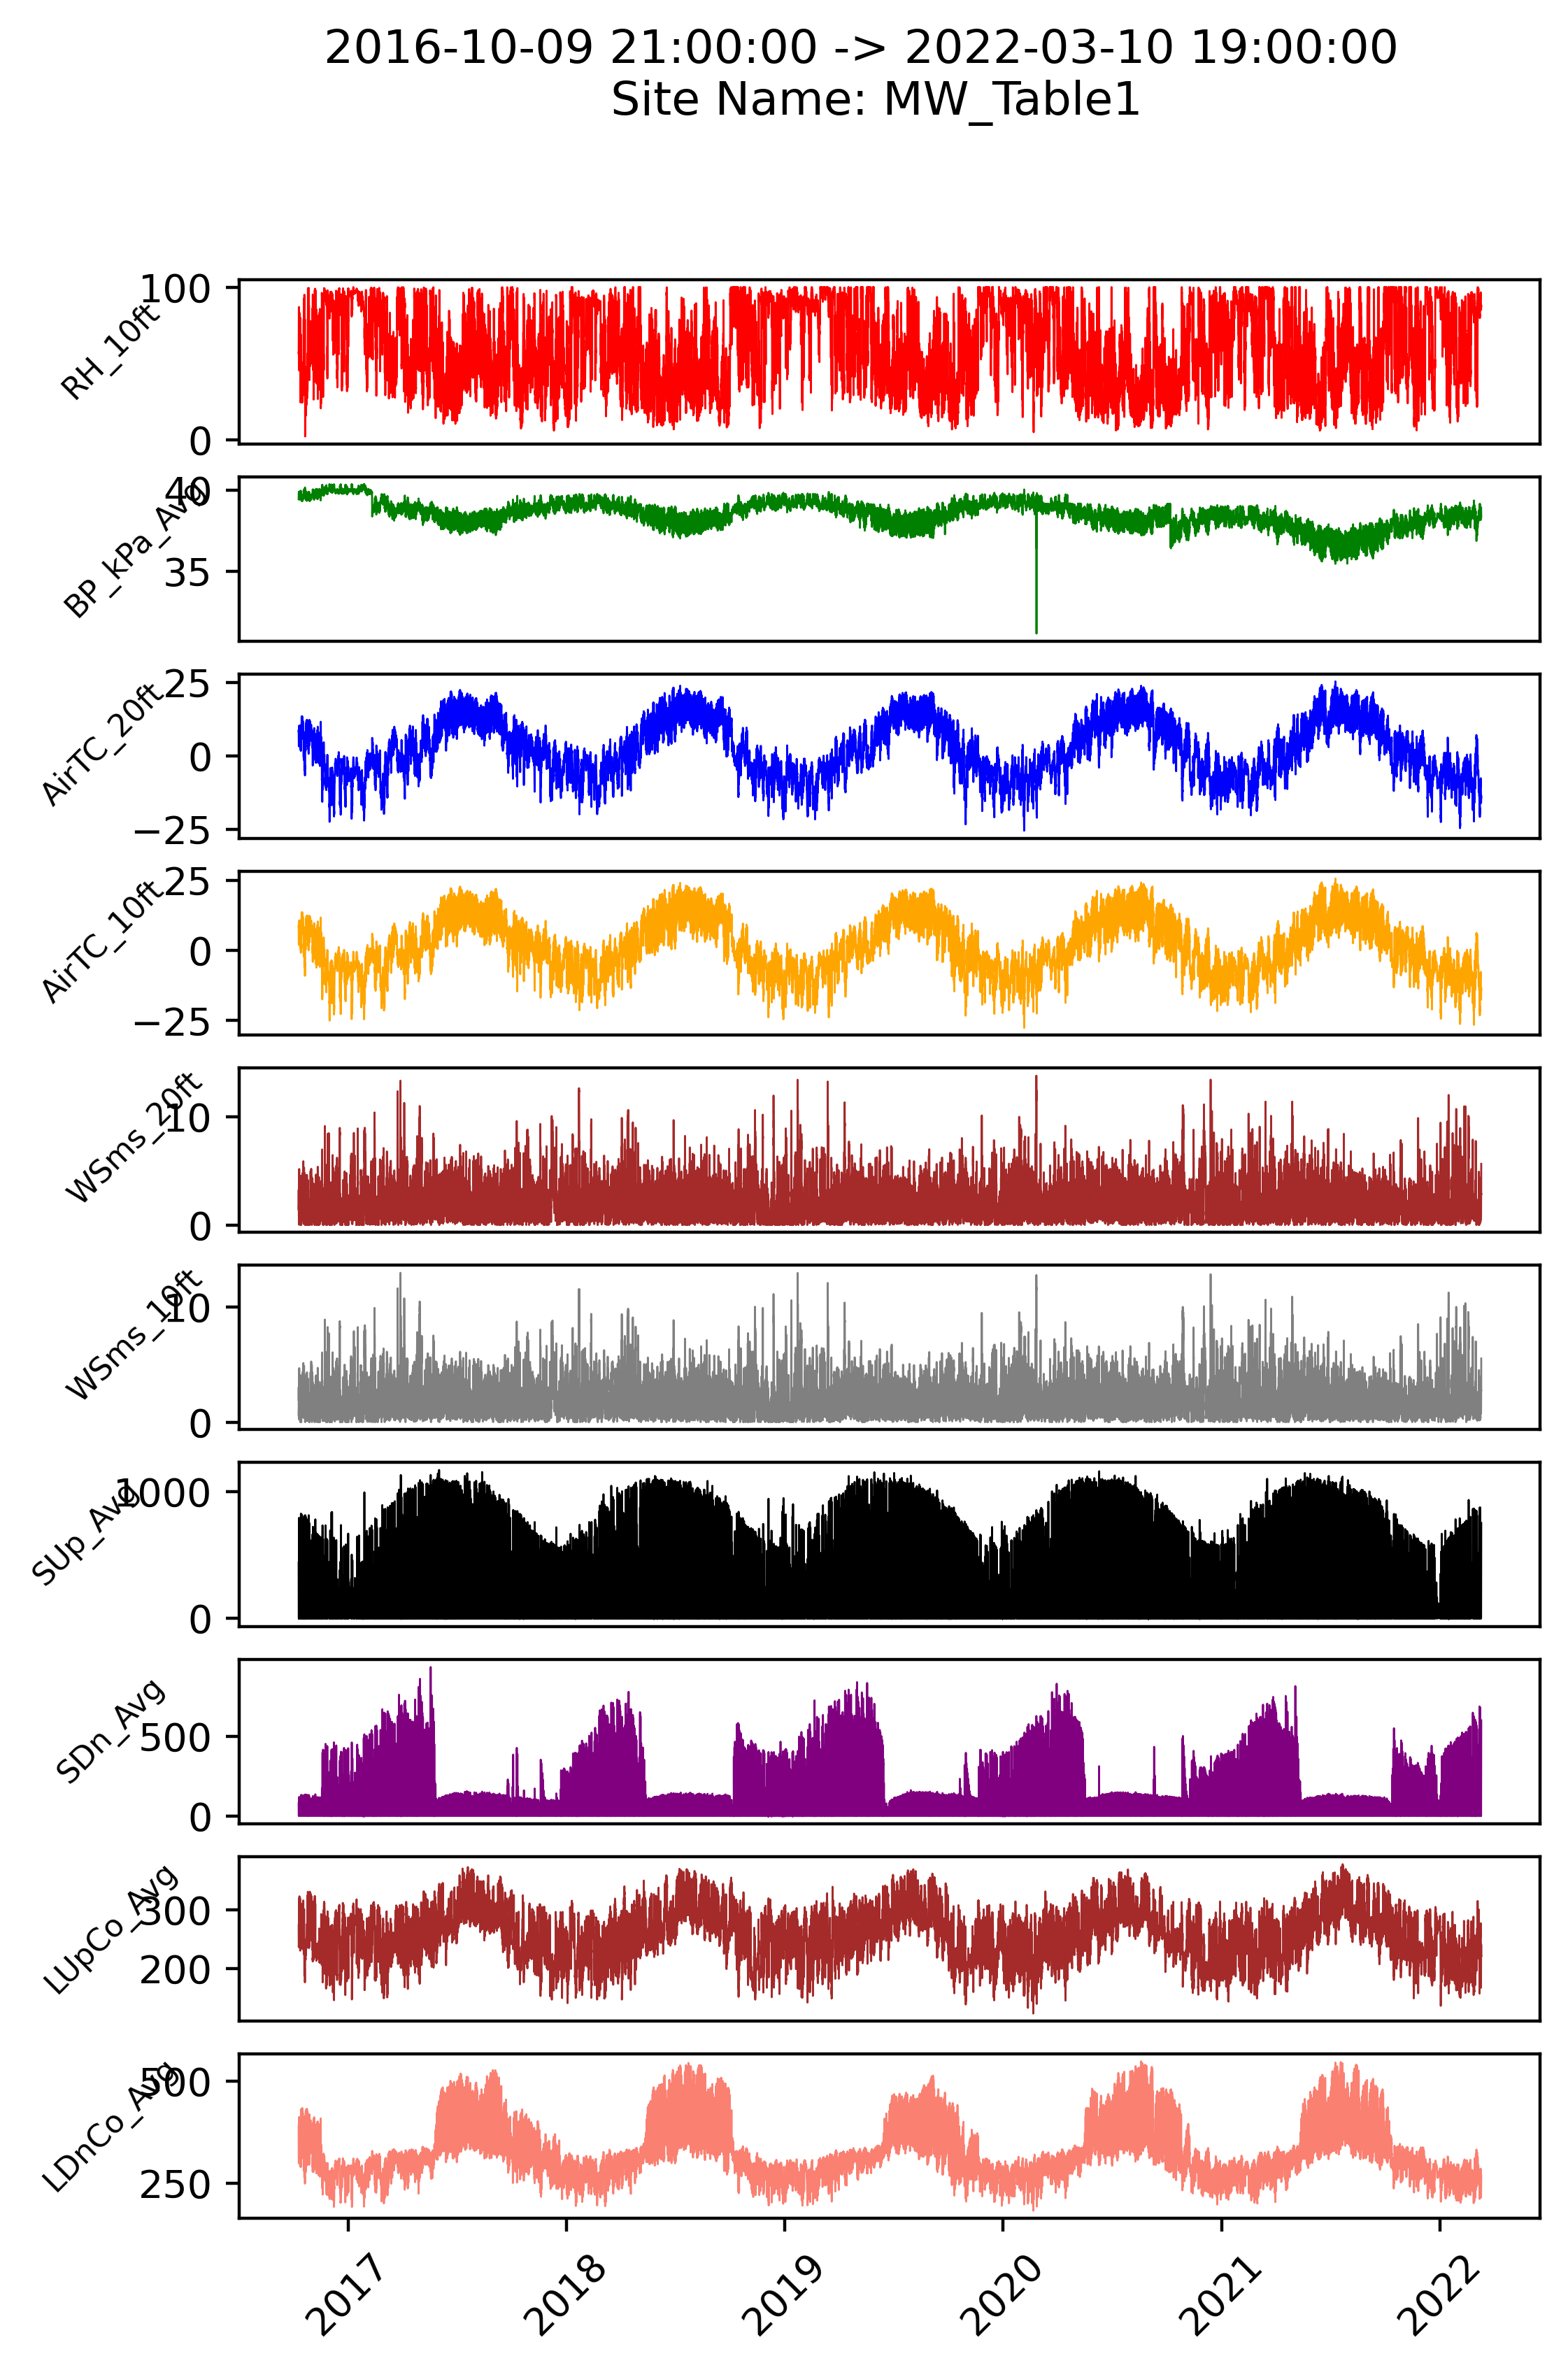 2016-10-09 21:00:00 -> 2022-03-10 19:00:00
Site Name: MW_Table1
RH_10ft
100
0
BP_kPa_Avg
40
35
AirTC_20ft
25
0
−25
AirTC_10ft
25
0
−25
WSms_20ft
10
0
WSms_10ft
10
0
SUp_Avg
1000
0
SDn_Avg
500
0
LUpCo_Avg
300
200
LDnCo_Avg
500
250
2017
2018
2019
2020
2021
2022